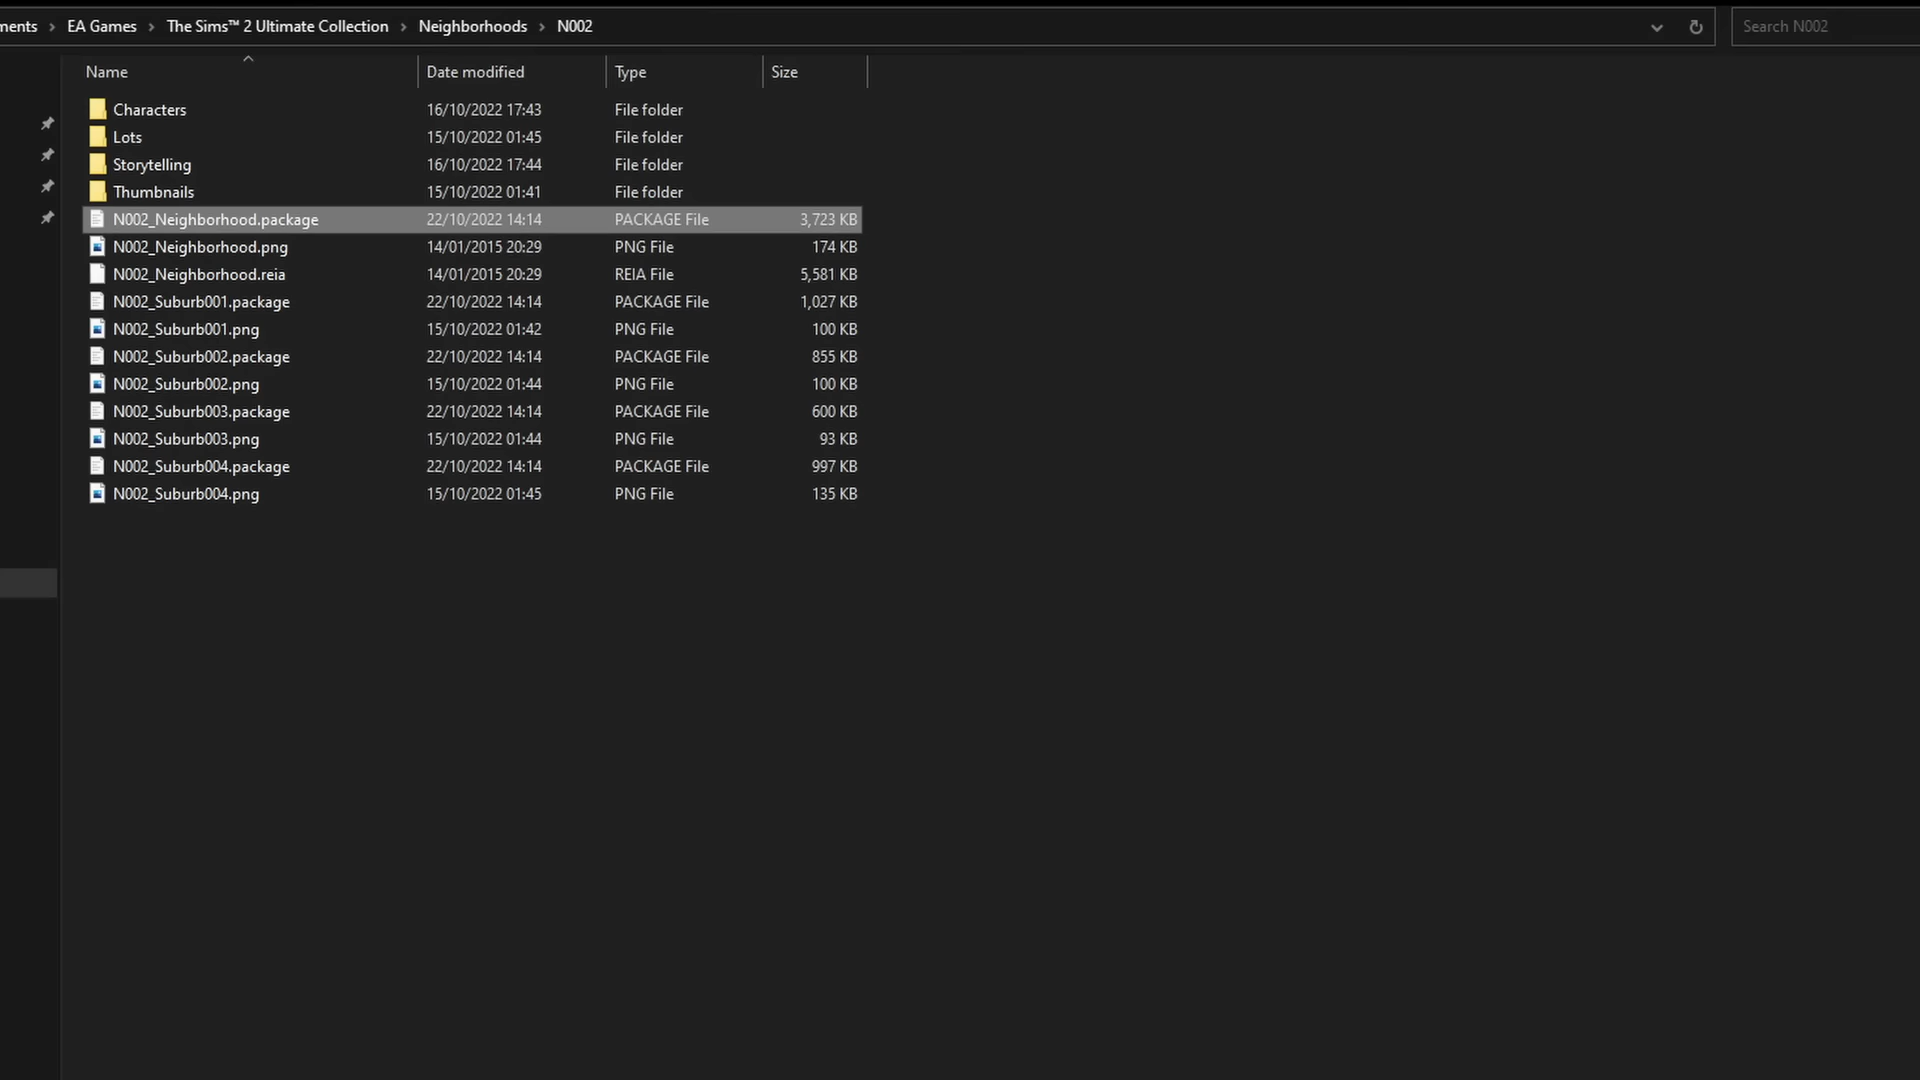 ments › EA Games › The Sims™ 2 Ultimate Collection › Neighborhoods › N002 Search N002
Name Date modified Type Size
Characters 16/10/2022 17:43 File folder
Lots 15/10/2022 01:45 File folder
Storytelling 16/10/2022 17:44 File folder
Thumbnails 15/10/2022 01:41 File folder
N002_Neighborhood.package 22/10/2022 14:14 PACKAGE File 3,723 KB
N002_Neighborhood.png 14/01/2015 20:29 PNG File 174 KB
N002_Neighborhood.reia 14/01/2015 20:29 REIA File 5,581 KB
N002_Suburb001.package 22/10/2022 14:14 PACKAGE File 1,027 KB
N002_Suburb001.png 15/10/2022 01:42 PNG File 100 KB
N002_Suburb002.package 22/10/2022 14:14 PACKAGE File 855 KB
N002_Suburb002.png 15/10/2022 01:44 PNG File 100 KB
N002_Suburb003.package 22/10/2022 14:14 PACKAGE File 600 KB
N002_Suburb003.png 15/10/2022 01:44 PNG File 93 KB
N002_Suburb004.package 22/10/2022 14:14 PACKAGE File 997 KB
N002_Suburb004.png 15/10/2022 01:45 PNG File 135 KB